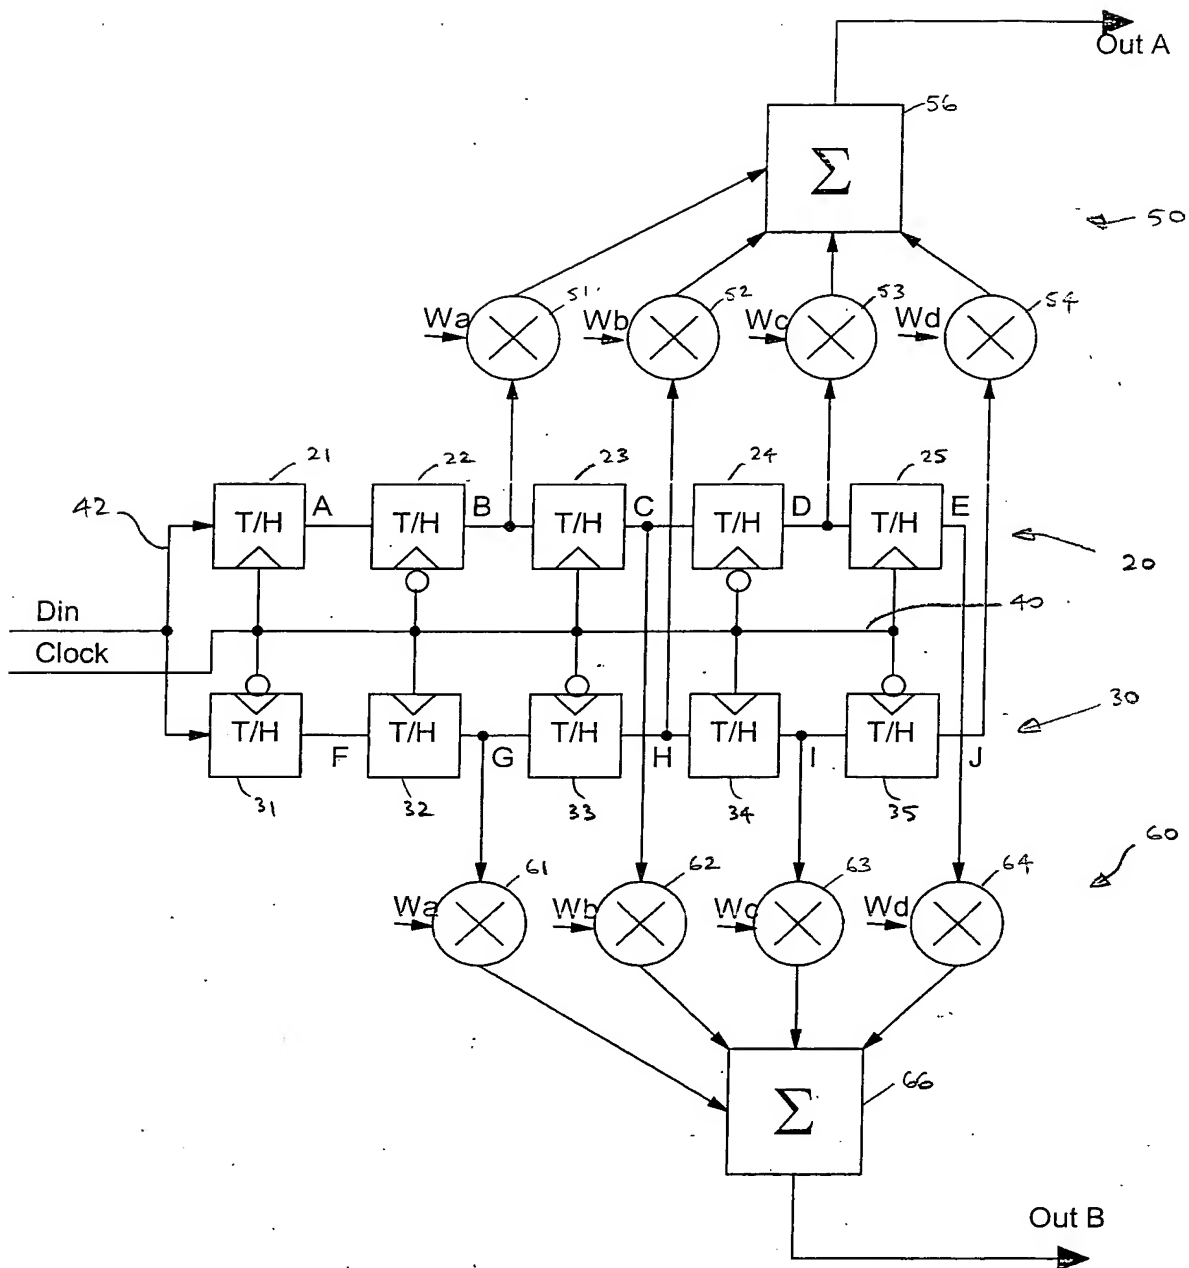 Out A
56
Σ
50
51
52
53
54
Wa
Wb
Wc
Wd
21
22
23
24
25
42
T/H
A
T/H
B
T/H
C
T/H
D
T/H
E
20
Din
40
Clock
30
T/H
F
T/H
G
T/H
H
T/H
I
T/H
J
31
32
33
34
35
60
61
62
63
64
Wa
Wb
Wc
Wd
66
Σ
Out B